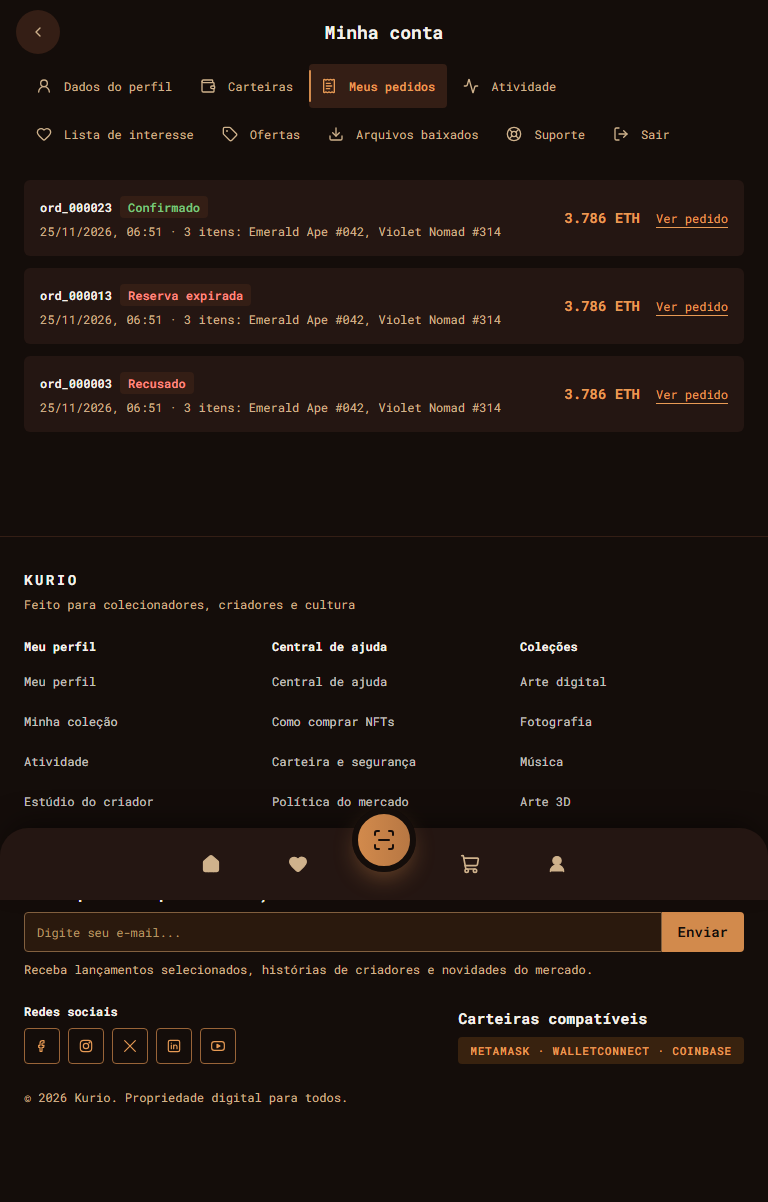 Minha conta
Dados do perfil
Carteiras
Meus pedidos
Atividade
Lista de interesse
Ofertas
Arquivos baixados
Suporte
Sair
ord_000023 Confirmado
25/11/2026, 06:51 · 3 itens: Emerald Ape #042, Violet Nomad #314
3.786 ETH Ver pedido
ord_000013 Reserva expirada
25/11/2026, 06:51 · 3 itens: Emerald Ape #042, Violet Nomad #314
3.786 ETH Ver pedido
ord_000003 Recusado
25/11/2026, 06:51 · 3 itens: Emerald Ape #042, Violet Nomad #314
3.786 ETH Ver pedido
KURIO
Feito para colecionadores, criadores e cultura
Meu perfil
Meu perfil
Minha coleção
Atividade
Estúdio do criador
Central de ajuda
Central de ajuda
Como comprar NFTs
Carteira e segurança
Política do mercado
Coleções
Arte digital
Fotografia
Música
Arte 3D
Digite seu e-mail...
Enviar
Receba lançamentos selecionados, histórias de criadores e novidades do mercado.
Redes sociais
Carteiras compatíveis
METAMASK · WALLETCONNECT · COINBASE
© 2026 Kurio. Propriedade digital para todos.